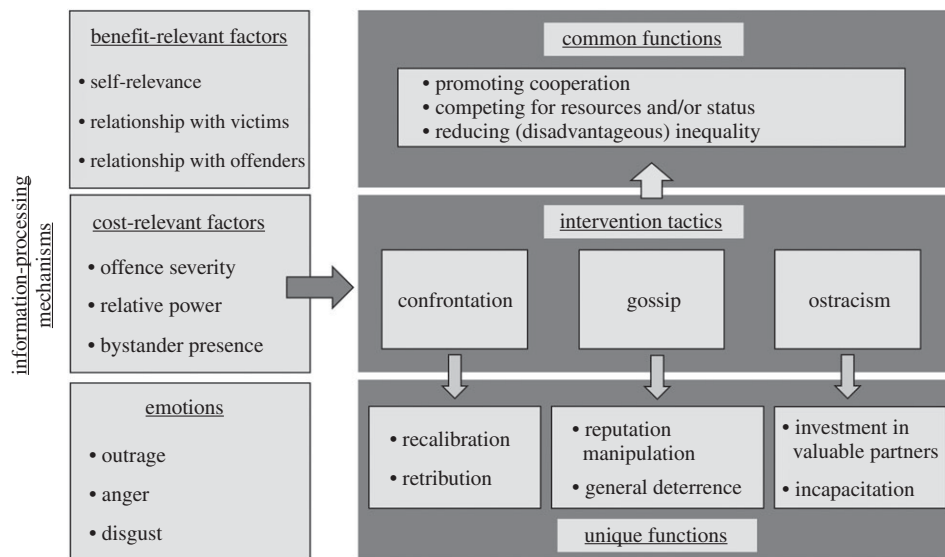 information-processing
mechanisms
benefit-relevant factors
• self-relevance
• relationship with victims
• relationship with offenders
cost-relevant factors
• offence severity
• relative power
• bystander presence
emotions
• outrage
• anger
• disgust
common functions
• promoting cooperation
• competing for resources and/or status
• reducing (disadvantageous) inequality
intervention tactics
confrontation
gossip
ostracism
• recalibration
• retribution
• reputation
manipulation
• general deterrence
• investment in
valuable partners
• incapacitation
unique functions